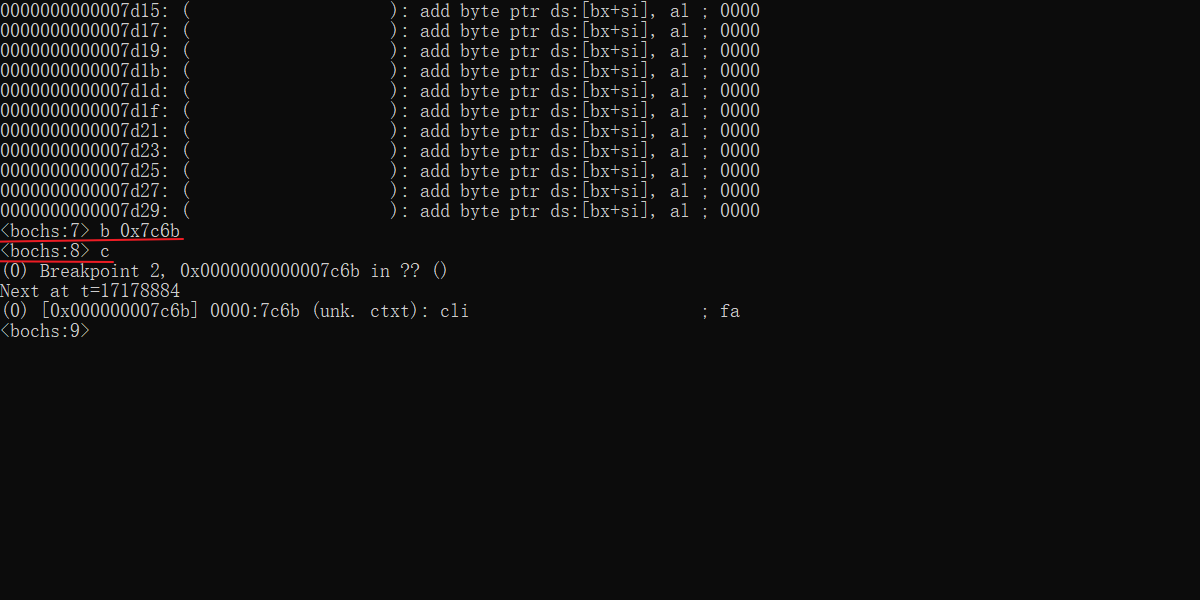 0000000000007d15: (                    ): add byte ptr ds:[bx+si], al ; 0000
0000000000007d17: (                    ): add byte ptr ds:[bx+si], al ; 0000
0000000000007d19: (                    ): add byte ptr ds:[bx+si], al ; 0000
0000000000007d1b: (                    ): add byte ptr ds:[bx+si], al ; 0000
0000000000007d1d: (                    ): add byte ptr ds:[bx+si], al ; 0000
0000000000007d1f: (                    ): add byte ptr ds:[bx+si], al ; 0000
0000000000007d21: (                    ): add byte ptr ds:[bx+si], al ; 0000
0000000000007d23: (                    ): add byte ptr ds:[bx+si], al ; 0000
0000000000007d25: (                    ): add byte ptr ds:[bx+si], al ; 0000
0000000000007d27: (                    ): add byte ptr ds:[bx+si], al ; 0000
0000000000007d29: (                    ): add byte ptr ds:[bx+si], al ; 0000
<bochs:7> b 0x7c6b
<bochs:8> c
(0) Breakpoint 2, 0x0000000000007c6b in ?? ()
Next at t=17178884
(0) [0x000000007c6b] 0000:7c6b (unk. ctxt): cli                       ; fa
<bochs:9>